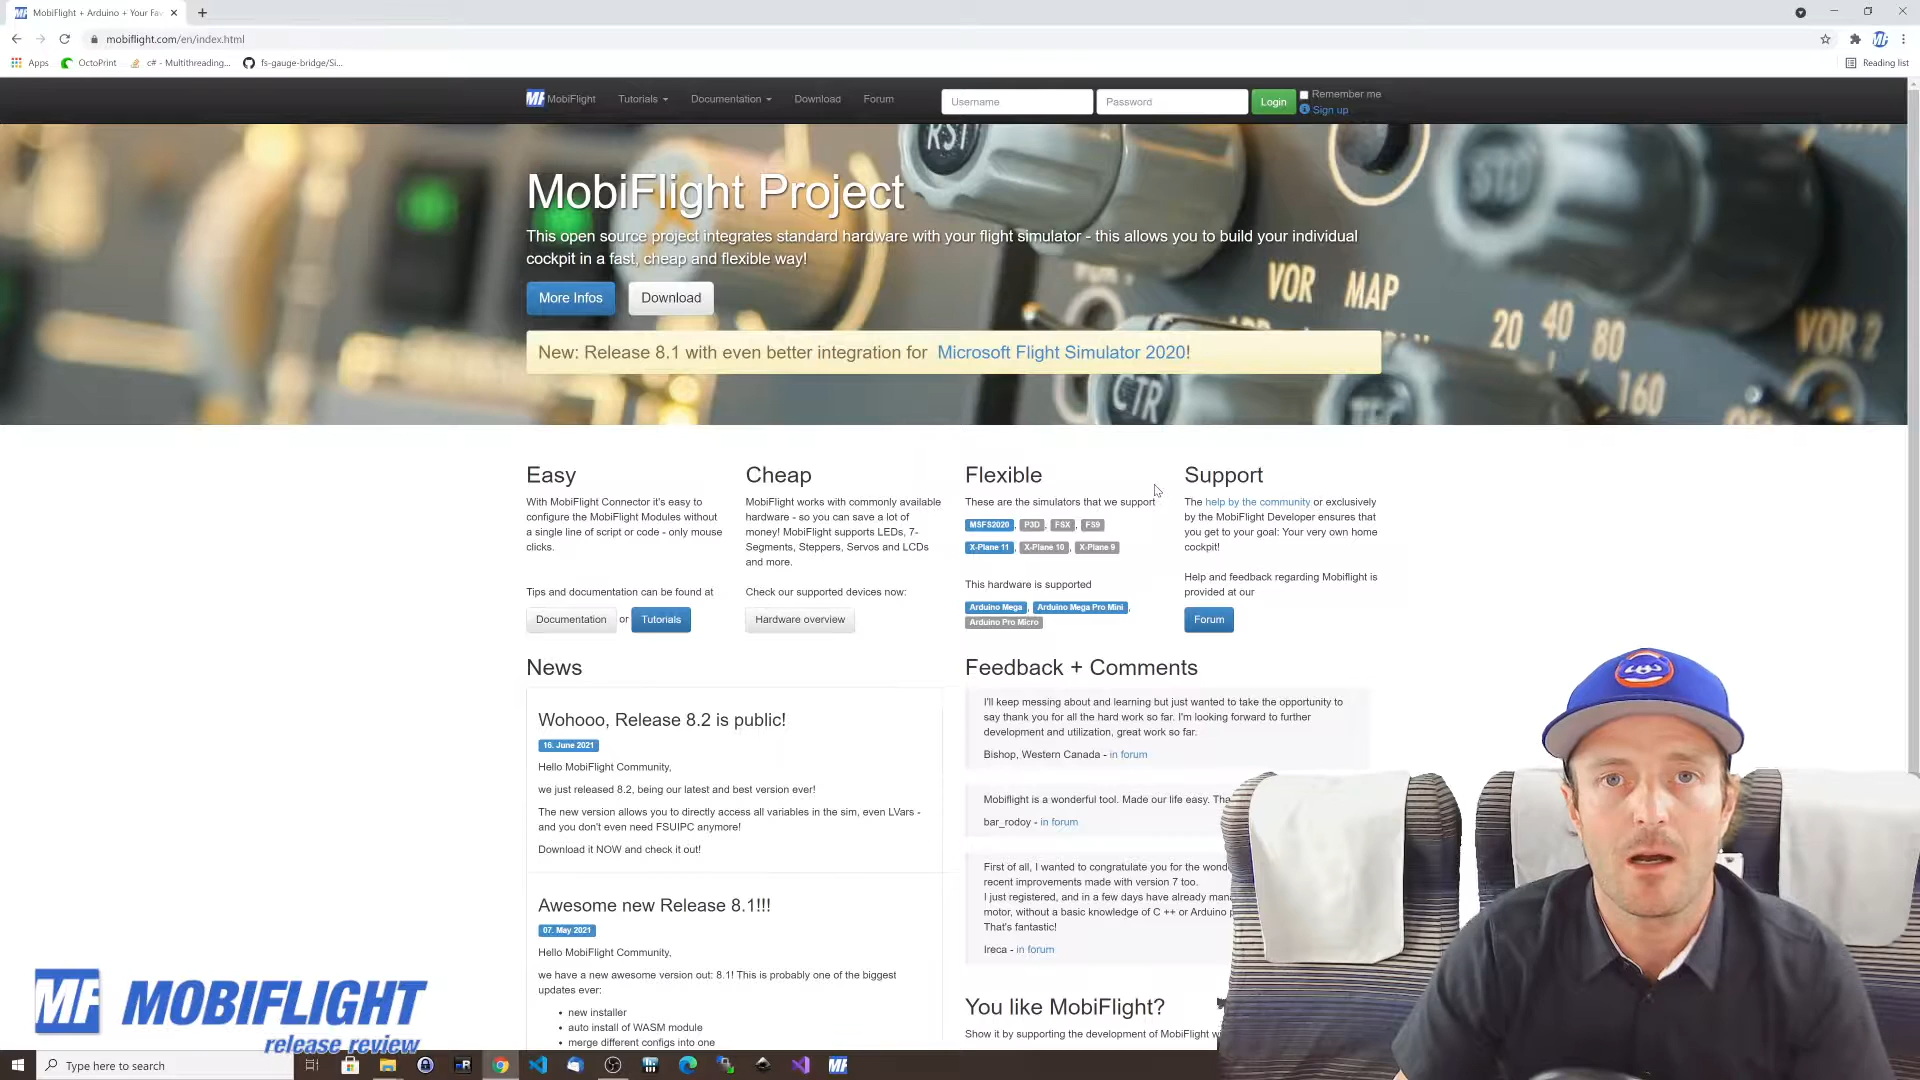 MobiFlight + Arduino + Your Fav
mobiflight.com/en/index.html
Apps
OctoPrint
c# - Multithreading...
fs-gauge-bridge/Si...
Reading list
MF MobiFlight
Tutorials
Documentation
Download
Forum
Username
Password
Login
Remember me
Sign up
RST
STD
MobiFlight Project
This open source project integrates standard hardware with your flight simulator - this allows you to build your individual
cockpit in a fast, cheap and flexible way!
VOR MAP
More Infos
Download
20 40 80
VOR 2
160
CTR
New: Release 8.1 with even better integration for Microsoft Flight Simulator 2020!
Easy
With MobiFlight Connector it's easy to
configure the MobiFlight Modules without
a single line of script or code - only mouse
clicks.
Tips and documentation can be found at
Documentation or Tutorials
Cheap
MobiFlight works with commonly available
hardware - so you can save a lot of
money! MobiFlight supports LEDs, 7-
Segments, Steppers, Servos and LCDs
and more.
Check our supported devices now:
Hardware overview
Flexible
These are the simulators that we support
MSFS2020, P3D, FSX, FS9
X-Plane 11, X-Plane 10, X-Plane 9
This hardware is supported
Arduino Mega, Arduino Mega Pro Mini,
Arduino Pro Micro
Support
The help by the community or exclusively
by the MobiFlight Developer ensures that
you get to your goal: Your very own home
cockpit!
Help and feedback regarding Mobiflight is
provided at our
Forum
News
Wohooo, Release 8.2 is public!
16. June 2021
Hello MobiFlight Community,
we just released 8.2, being our latest and best version ever!
The new version allows you to directly access all variables in the sim, even LVars -
and you don't even need FSUIPC anymore!
Download it NOW and check it out!
Awesome new Release 8.1!!!
07. May 2021
Hello MobiFlight Community,
we have a new awesome version out: 8.1! This is probably one of the biggest
updates ever:
• new installer
• auto install of WASM module
• merge different configs into one
Feedback + Comments
I'll keep messing about and learning but just wanted to take the opportunity to
say thank you for all the hard work so far. I'm looking forward to further
development and utilization, great work so far.
Bishop, Western Canada - in forum
Mobiflight is a wonderful tool. Made our life easy.
bar_rodoy - in forum
First of all, I wanted to congratulate you for the
recent improvements made with version 7 too.
I just registered, and in a few days have already
motor, without a basic knowledge of C ++ or Arduino
That's fantastic!
Ireca - in forum
You like MobiFlight?
Show it by supporting the development of MobiFlight
MF MOBIFLIGHT
release review
Type here to search